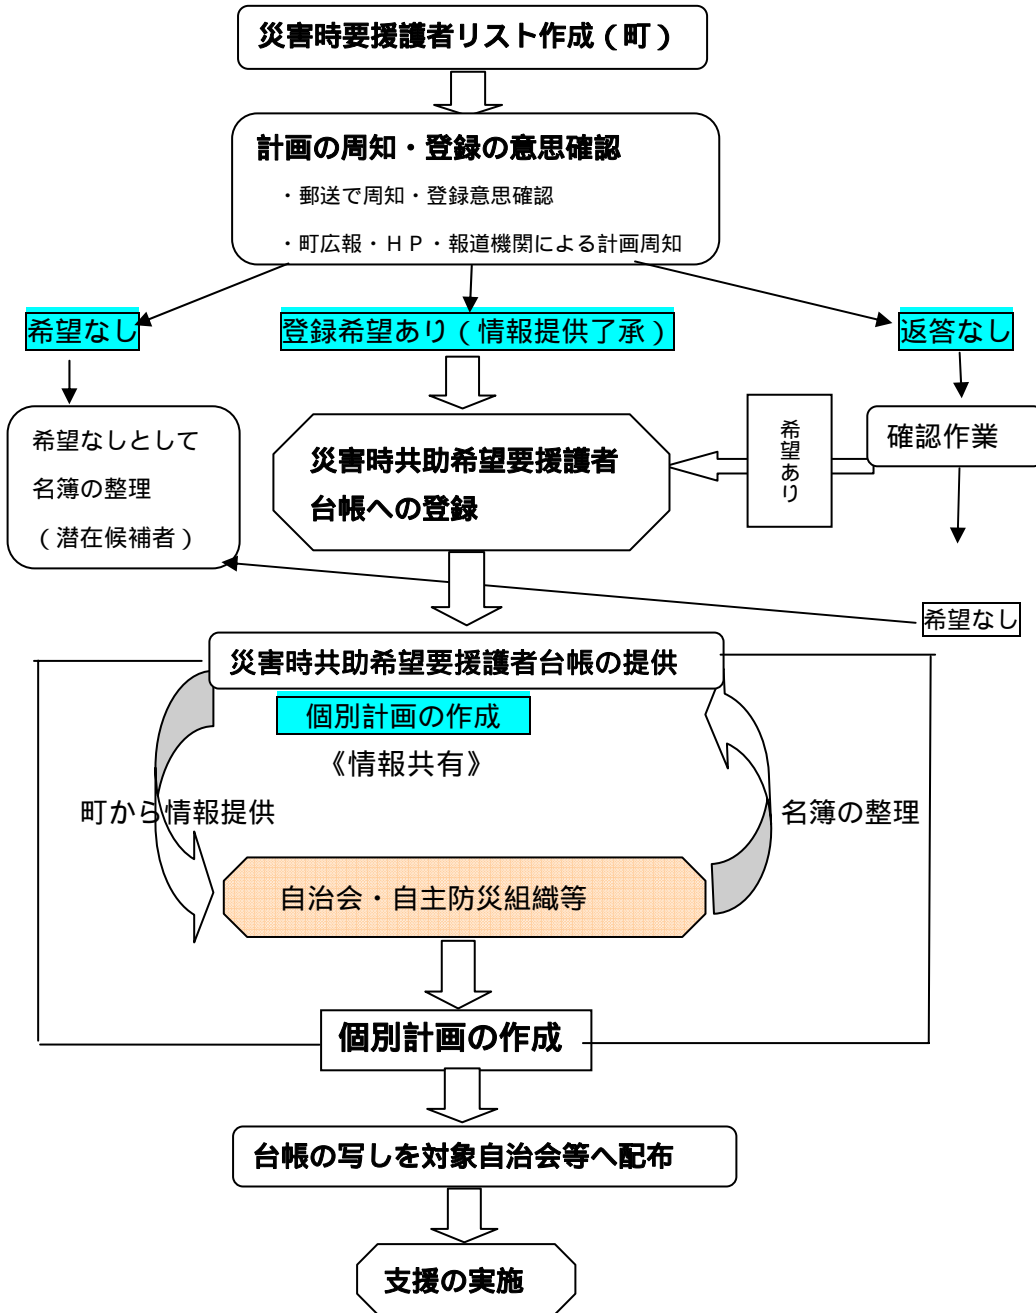 災害時要援護者リスト作成（町）
計画の周知・登録の意思確認
・郵送で周知・登録意思確認
・町広報・ＨＰ・報道機関による計画周知
希望なし
登録希望あり（情報提供了承）
返答なし
希望なしとして
名簿の整理
（潜在候補者）
災害時共助希望要援護者
台帳への登録
希望あり
確認作業
希望なし
災害時共助希望要援護者台帳の提供
個別計画の作成
《情報共有》
町から情報提供
名簿の整理
自治会・自主防災組織等
個別計画の作成
台帳の写しを対象自治会等へ配布
支援の実施